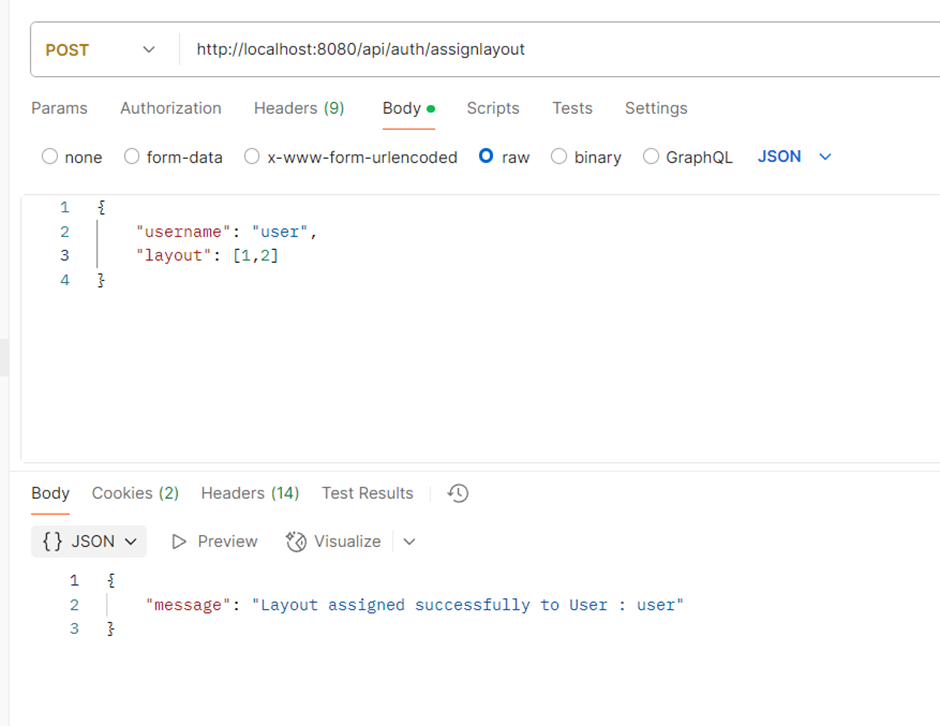 POST http://localhost:8080/api/auth/assignlayout
Params Authorization Headers (9) Body Scripts Tests Settings
none form-data x-www-form-urlencoded raw binary GraphQL JSON
1 {
2 "username": "user",
3 "layout": [1,2]
4 }
Body Cookies (2) Headers (14) Test Results
{} JSON Preview Visualize
1 {
2 "message": "Layout assigned successfully to User : user"
3 }